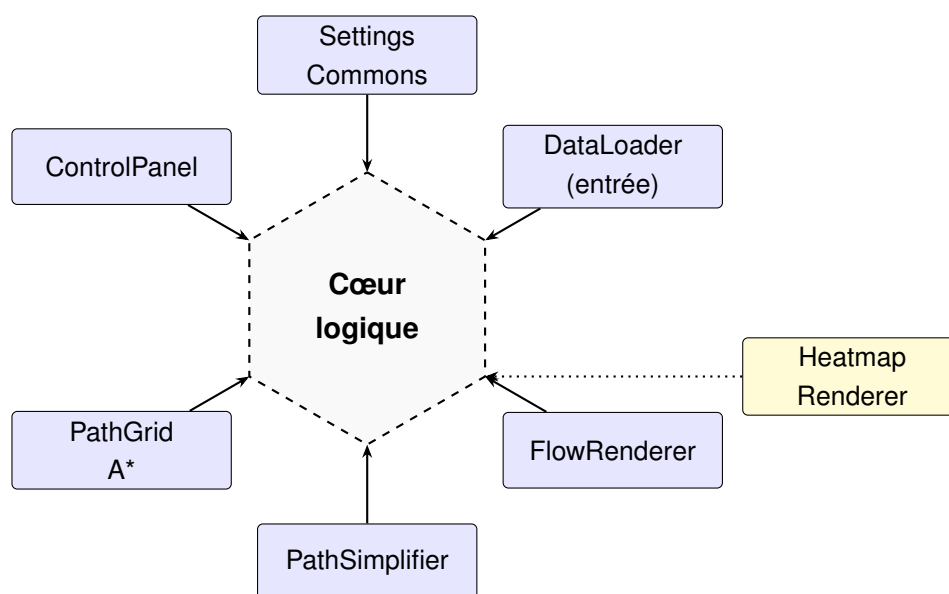 Settings
Commons
ControlPanel
DataLoader
(entrée)
Cœur
logique
Heatmap
Renderer
PathGrid
A*
FlowRenderer
PathSimplifier